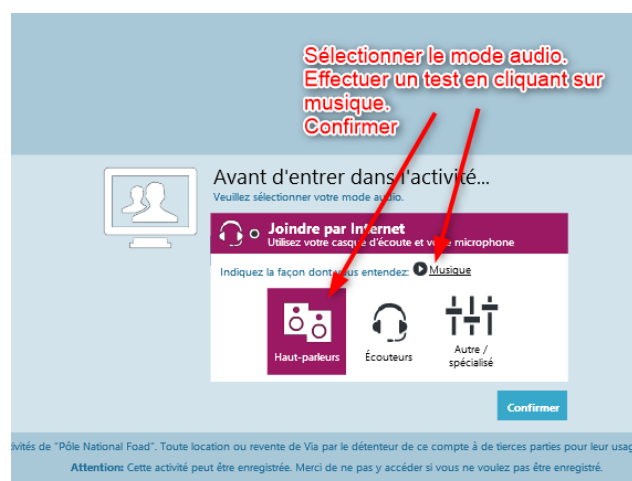 Sélectionner le mode audio.
Effectuer un test en cliquant sur
musique.
Confirmer
Avant d'entrer dans l'activité...
Veuillez sélectionner votre mode audio.
Joindre par Internet
Utilisez votre casque d'écoute et votre microphone
Indiquez la façon dont vous entendez: Musique
Haut-parleurs
Écouteurs
Autre /
spécialisé
Confirmer
ivités de "Pôle National Foad". Toute location ou revente de Via par le détenteur de ce compte à de tierces parties pour leur usag
Attention: Cette activité peut être enregistrée. Merci de ne pas y accéder si vous ne voulez pas être enregistré.